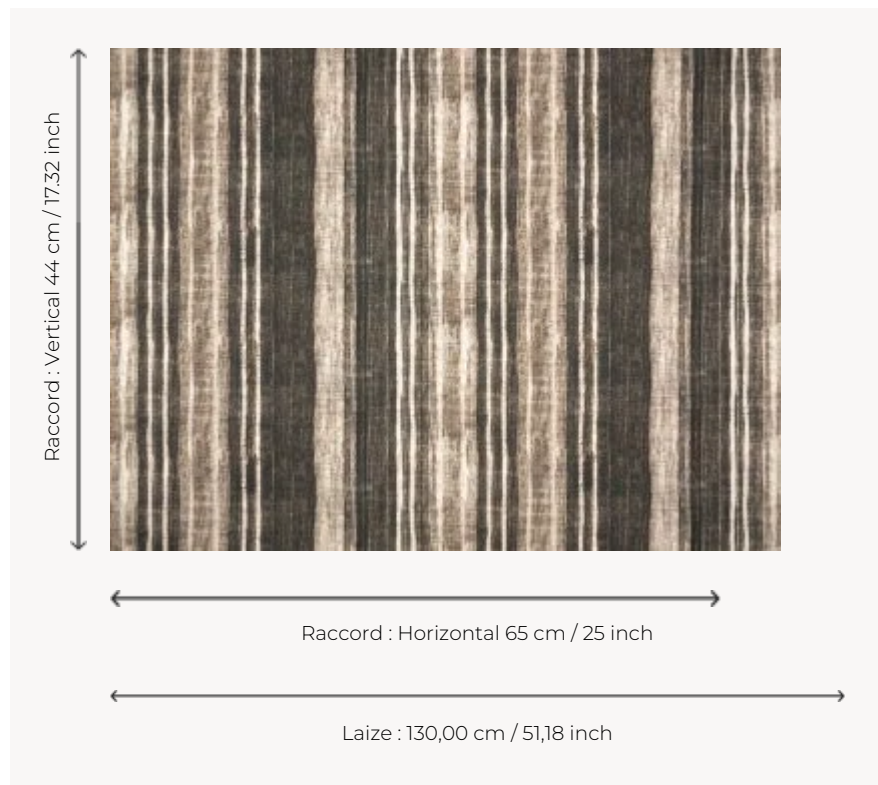 Raccord : Vertical 44 cm / 17.32 inch
Raccord : Horizontal 65 cm / 25 inch
Laize : 130,00 cm / 51,18 inch